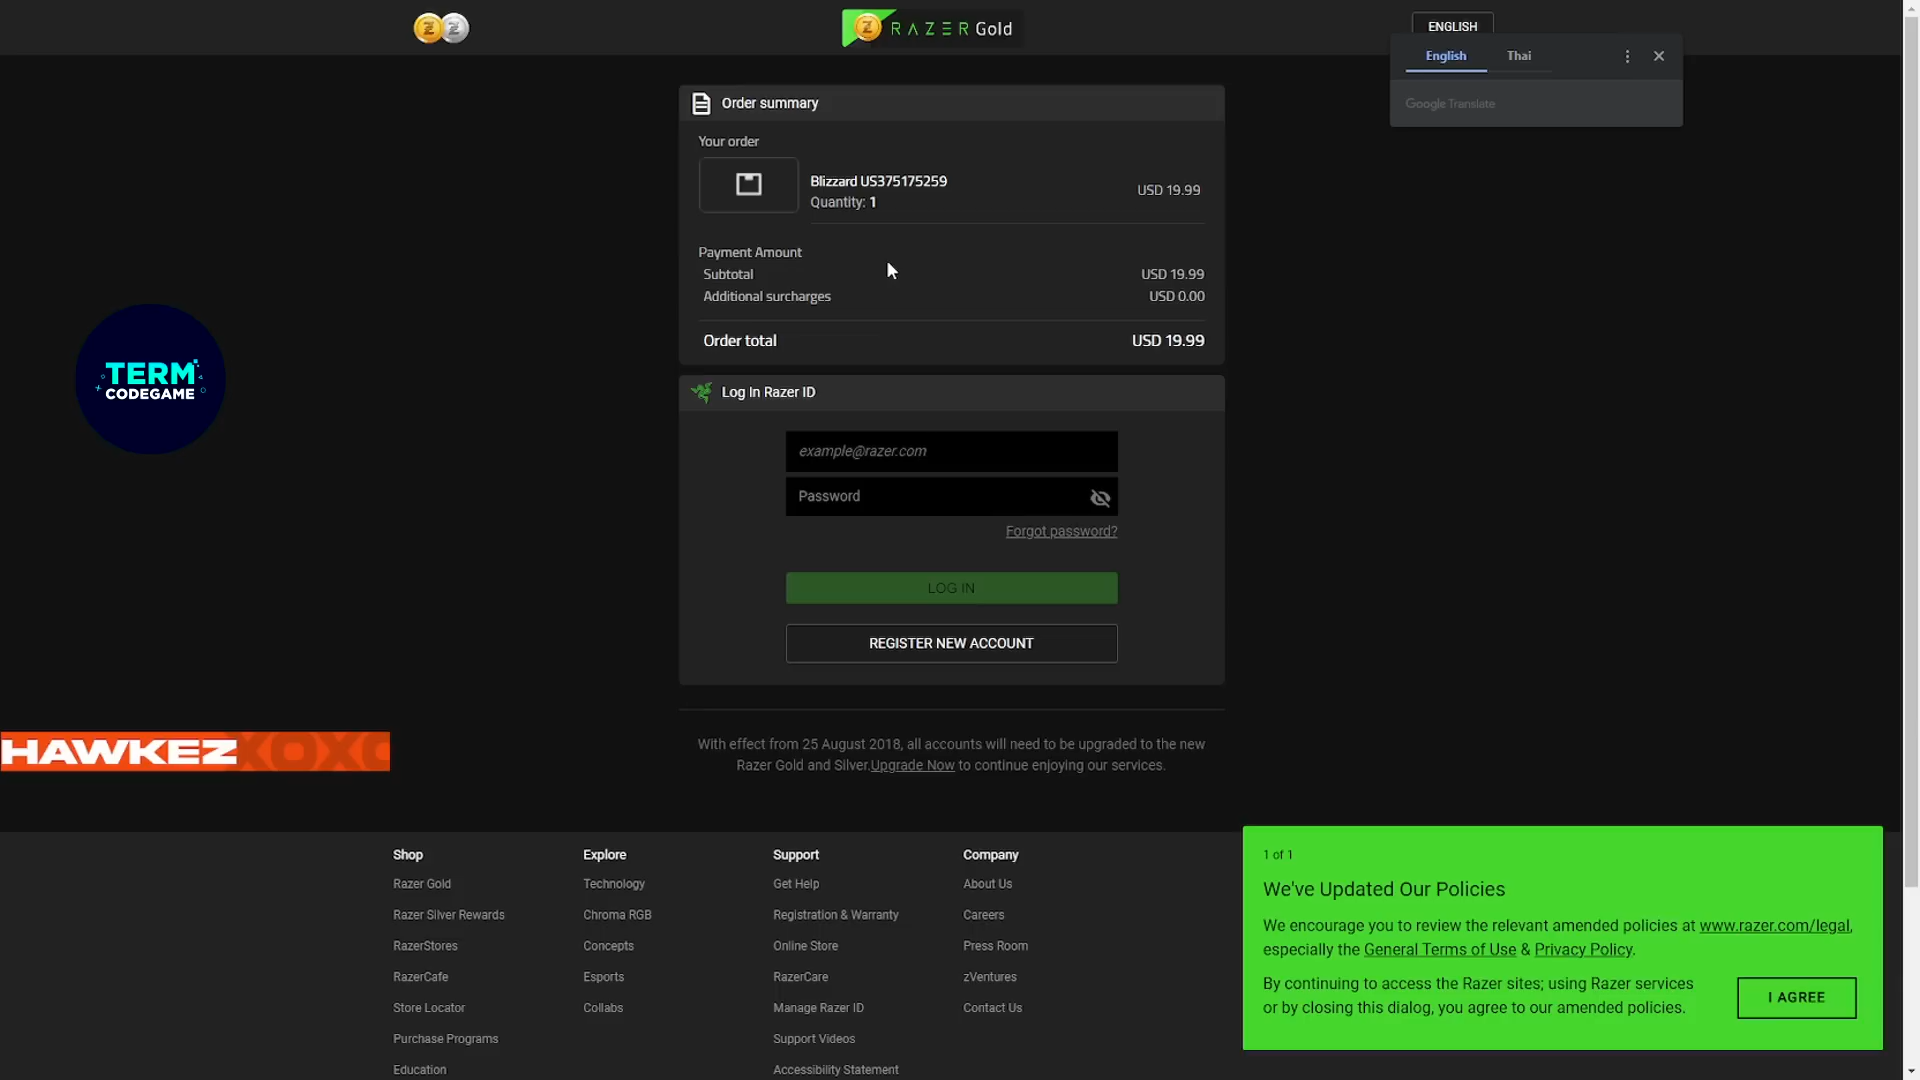 RAZER Gold
ENGLISH
English Thai
Google Translate
Order summary
Your order
Blizzard US375175259
Quantity: 1
USD 19.99
Payment Amount
Subtotal USD 19.99
Additional surcharges USD 0.00
Order total USD 19.99
TERM
CODEGAME
Log In Razer ID
example@razer.com
Password
Forgot password?
LOG IN
REGISTER NEW ACCOUNT
HAWKEZXOXO
With effect from 25 August 2018, all accounts will need to be upgraded to the new
Razer Gold and Silver.Upgrade Now to continue enjoying our services.
Shop
Razer Gold
Razer Silver Rewards
RazerStores
RazerCafe
Store Locator
Purchase Programs
Education
Explore
Technology
Chroma RGB
Concepts
Esports
Collabs
Support
Get Help
Registration & Warranty
Online Store
RazerCare
Manage Razer ID
Support Videos
Accessibility Statement
Company
About Us
Careers
Press Room
zVentures
Contact Us
1 of 1
We've Updated Our Policies
We encourage you to review the relevant amended policies at www.razer.com/legal,
especially the General Terms of Use & Privacy Policy.
By continuing to access the Razer sites; using Razer services
or by closing this dialog, you agree to our amended policies.
I AGREE